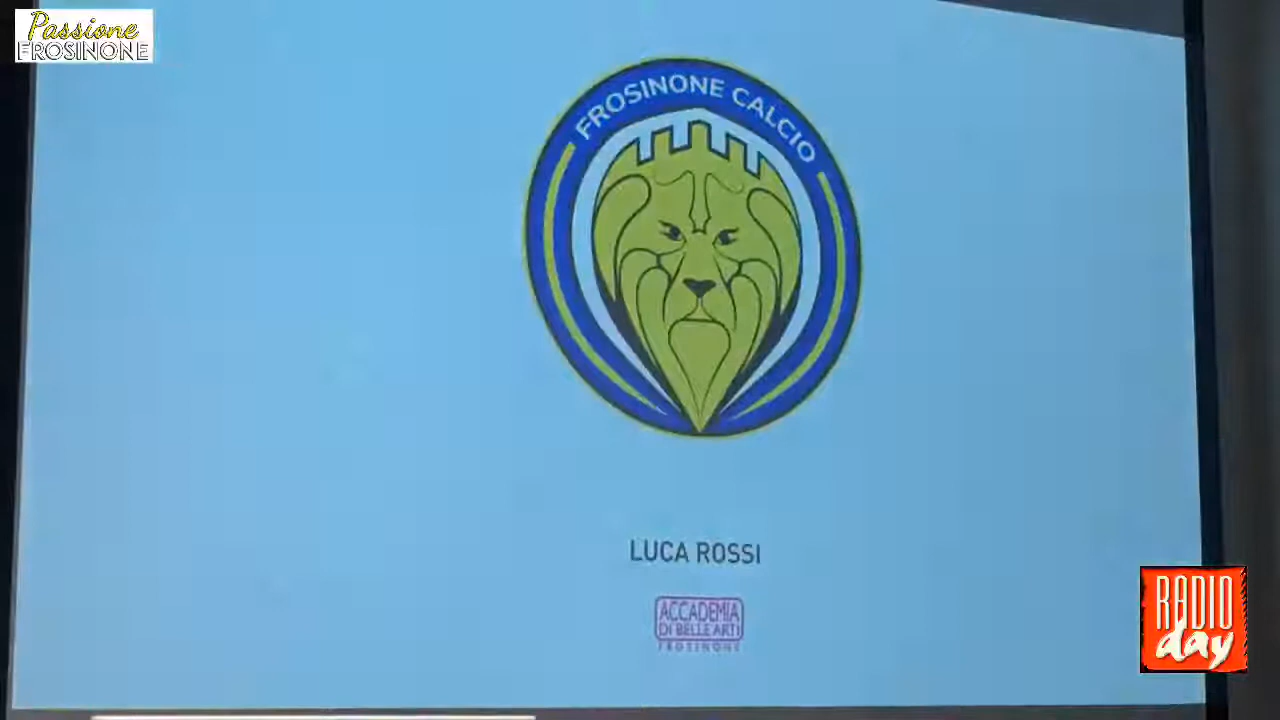 Passione
FROSINONE
FROSINONE CALCIO
LUCA ROSSI
ACCADEMIA
DI BELLE ARTI
FROSINONE
RADIO
day